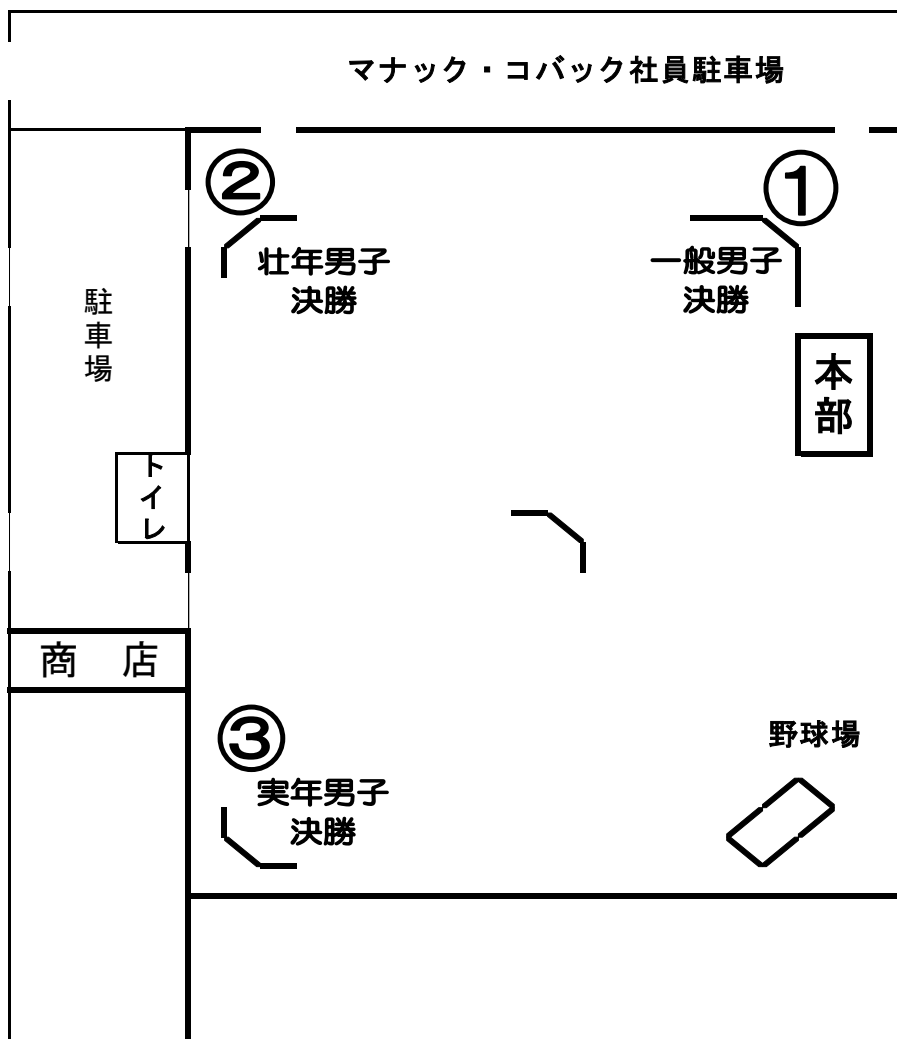 マナック・コバック社員駐車場
②
①
壮年男子
決勝
一般男子
決勝
駐車場
本部
トイレ
商　店
③
実年男子
決勝
野球場